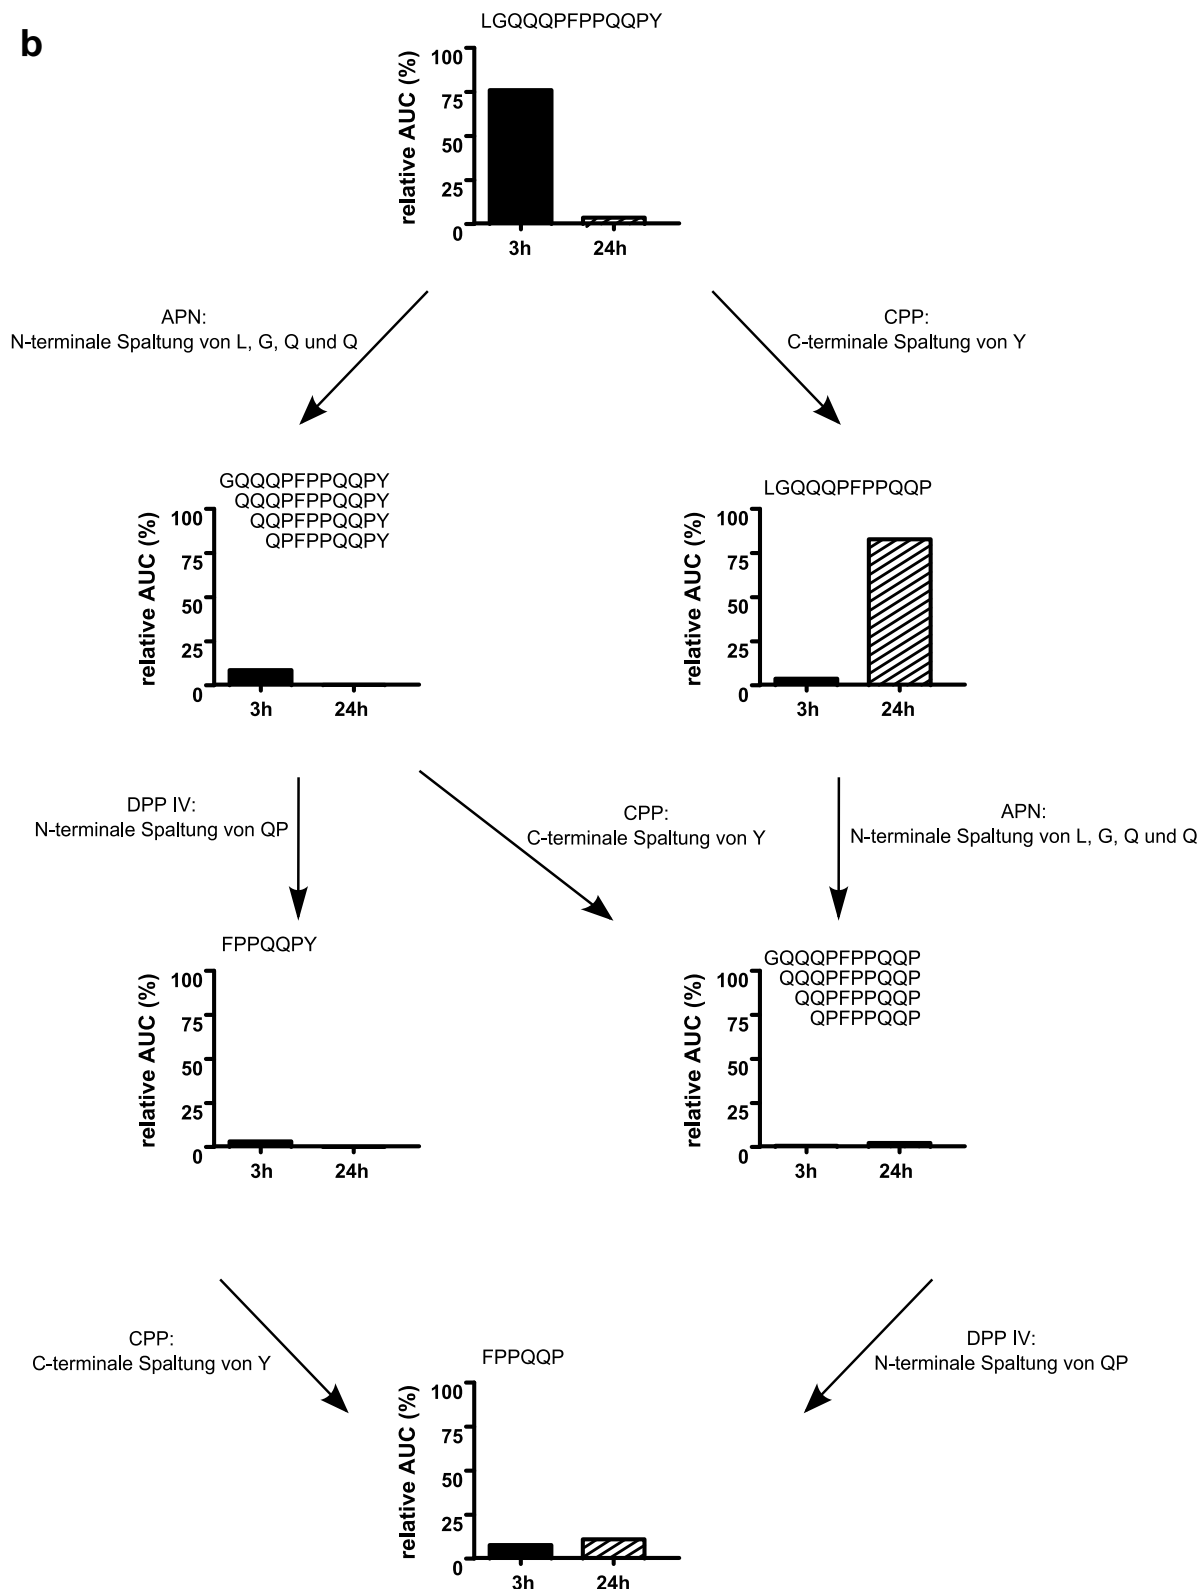 b
LGQQQPFPPQQPY
relative AUC (%)
100
75
50
25
0
3h 24h
APN:
N-terminale Spaltung von L, G, Q und Q
CPP:
C-terminale Spaltung von Y
GQQQPFPPQQPY
QQQPFPPQQPY
QQPFPPQQPY
QPFPPQQPY
relative AUC (%)
100
75
50
25
0
3h 24h
LGQQQPFPPQQP
relative AUC (%)
100
75
50
25
0
3h 24h
DPP IV:
N-terminale Spaltung von QP
CPP:
C-terminale Spaltung von Y
APN:
N-terminale Spaltung von L, G, Q und Q
FPPQQPY
relative AUC (%)
100
75
50
25
0
3h 24h
GQQQPFPPQQP
QQQPFPPQQP
QQPFPPQQP
QPFPPQQP
relative AUC (%)
100
75
50
25
0
3h 24h
CPP:
C-terminale Spaltung von Y
DPP IV:
N-terminale Spaltung von QP
FPPQQP
relative AUC (%)
100
75
50
25
0
3h 24h